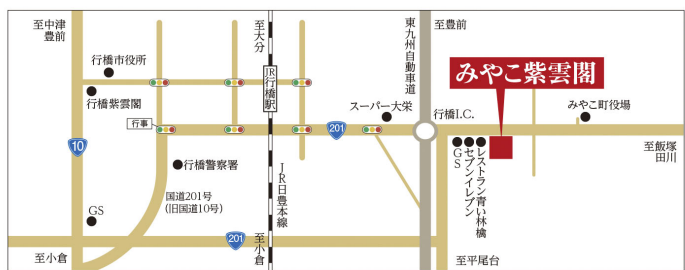 至中津
豊前
行橋市役所
行橋紫雲閣
行事
10
GS
至小倉
行橋警察署
国道201号
(旧国道10号)
201
至大分
JR行橋駅
JR日豊本線
至小倉
201
スーパー大栄
東九州自動車道
至豊前
行橋I.C.
みやこ紫雲閣
みやこ町役場
至飯塚
田川
レストラン青い林檎
セブンイレブン
GS
至平尾台